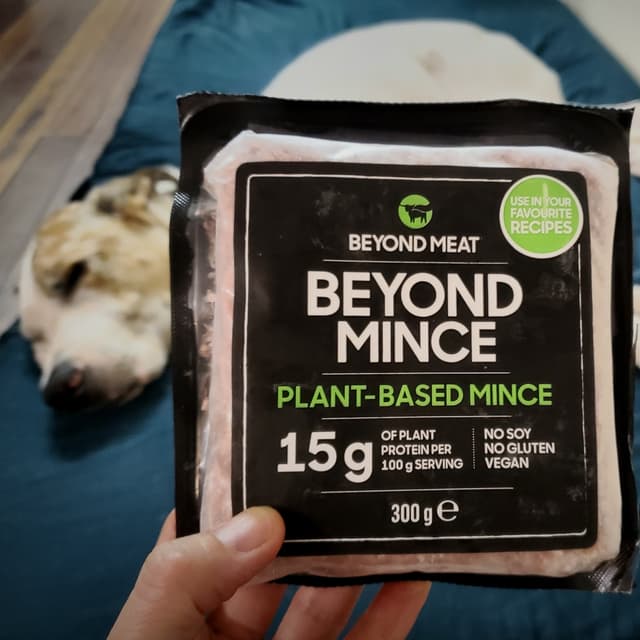 USE IN YOUR
FAVOURITE
RECIPES
BEYOND MEAT
BEYOND
MINCE
PLANT-BASED MINCE
15g
OF PLANT
PROTEIN PER
100 g SERVING
NO SOY
NO GLUTEN
VEGAN
300 g e